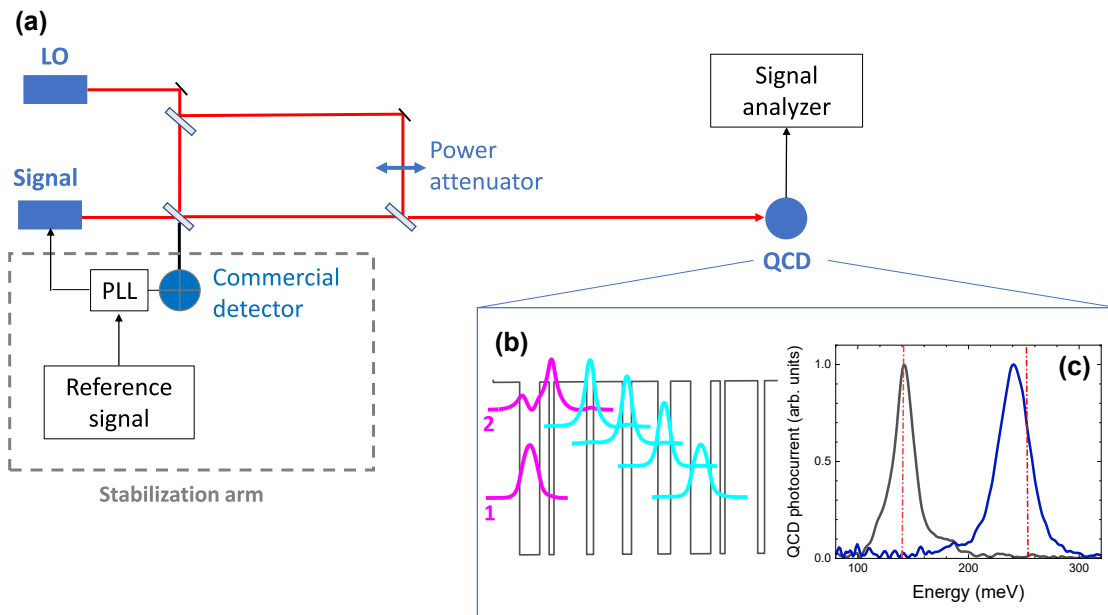 (a)
LO
Signal
analyzer
Power
attenuator
Signal
QCD
Commercial
detector
PLL
Reference
signal
Stabilization arm
(b)
2
1
(c)
QCD photocurrent (arb. units)
1.0
0.5
0.0
100
200
300
Energy (meV)